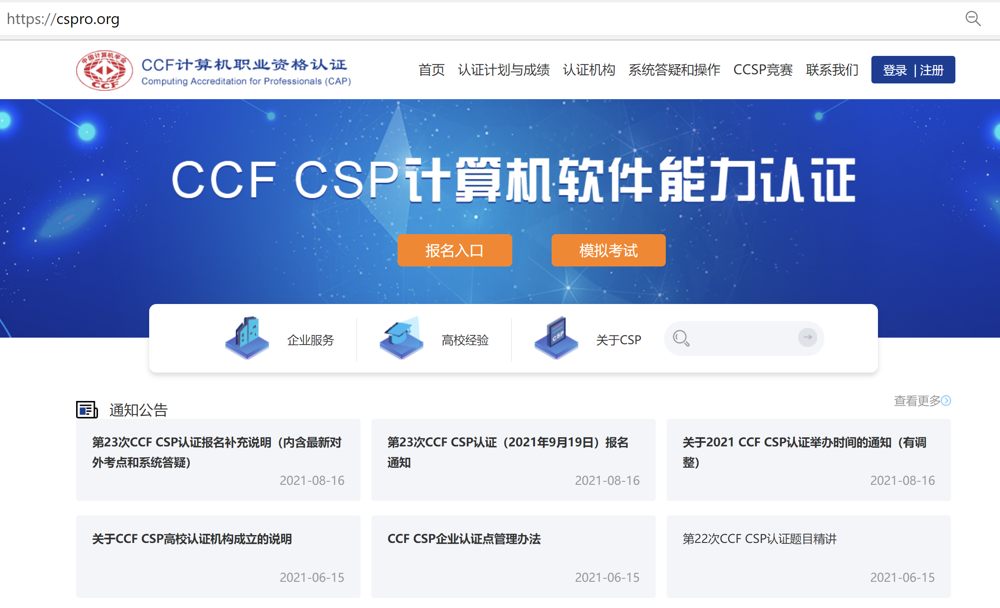 https://cspro.org
中国计算机学会
CCF
CCF计算机职业资格认证
Computing Accreditation for Professionals (CAP)
首页 认证计划与成绩 认证机构 系统答疑和操作 CCSP竞赛 联系我们 登录 | 注册
CCF CSP计算机软件能力认证
报名入口 模拟考试
企业服务 高校经验 CSP 关于CSP
通知公告 查看更多
第23次CCF CSP认证报名补充说明（内含最新对
外考点和系统答疑）
2021-08-16
第23次CCF CSP认证（2021年9月19日）报名
通知
2021-08-16
关于2021 CCF CSP认证举办时间的通知（有调
整）
2021-08-16
关于CCF CSP高校认证机构成立的说明
2021-06-15
CCF CSP企业认证点管理办法
2021-06-15
第22次CCF CSP认证题目精讲
2021-06-15